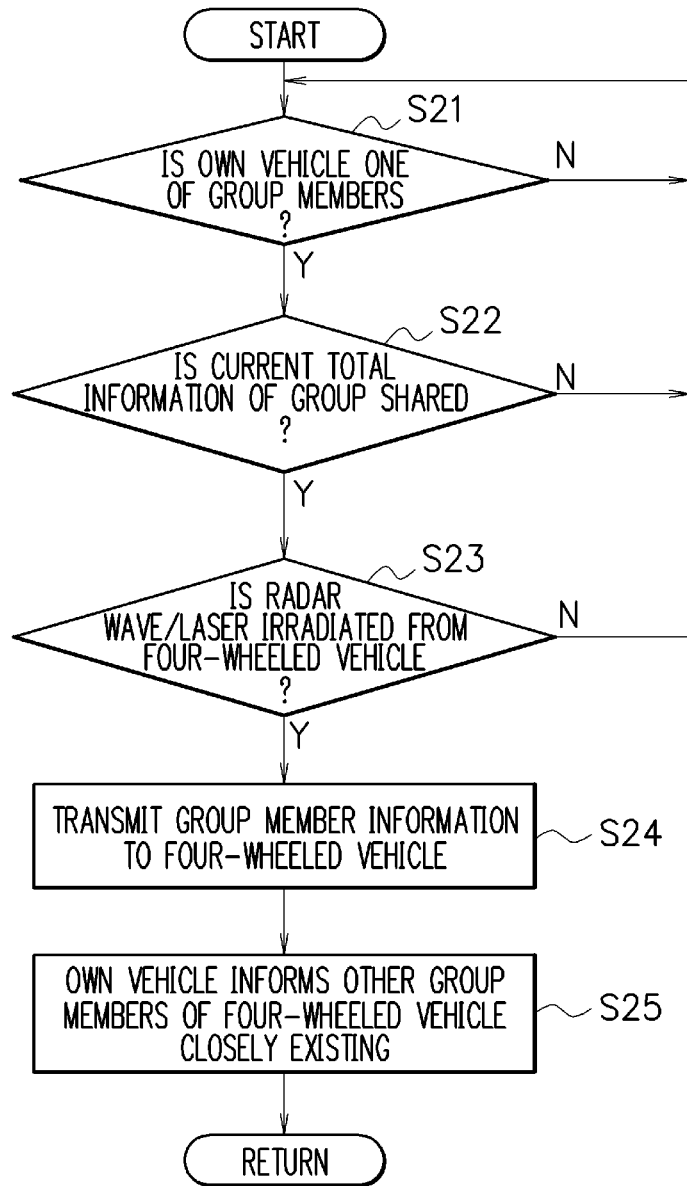 START
S21
IS OWN VEHICLE ONE
OF GROUP MEMBERS
?
N
Y
S22
IS CURRENT TOTAL
INFORMATION OF GROUP SHARED
?
N
Y
S23
IS RADAR
WAVE/LASER IRRADIATED FROM
FOUR-WHEELED VEHICLE
?
N
Y
TRANSMIT GROUP MEMBER INFORMATION
TO FOUR-WHEELED VEHICLE
S24
OWN VEHICLE INFORMS OTHER GROUP
MEMBERS OF FOUR-WHEELED VEHICLE
CLOSELY EXISTING
S25
RETURN